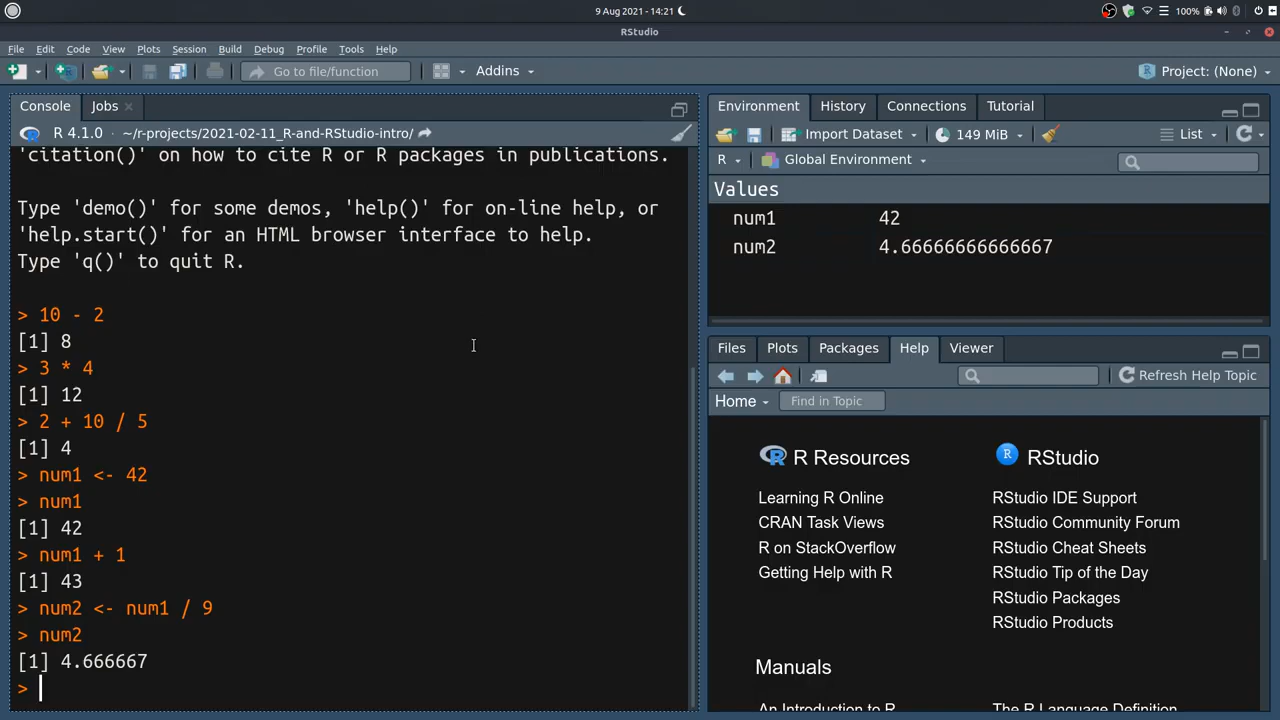 9 Aug 2021 - 14:21
100%
RStudio
File Edit Code View Plots Session Build Debug Profile Tools Help
Go to file/function
Addins
Project: (None)
Console Jobs
R 4.1.0 · ~/r-projects/2021-02-11_R-and-RStudio-intro/
'citation()' on how to cite R or R packages in publications.
Type 'demo()' for some demos, 'help()' for on-line help, or
'help.start()' for an HTML browser interface to help.
Type 'q()' to quit R.
> 10 - 2
[1] 8
> 3 * 4
[1] 12
> 2 + 10 / 5
[1] 4
> num1 <- 42
> num1
[1] 42
> num1 + 1
[1] 43
> num2 <- num1 / 9
> num2
[1] 4.666667
>
Environment History Connections Tutorial
Import Dataset 149 MiB List
R Global Environment
Values
num1 42
num2 4.66666666666667
Files Plots Packages Help Viewer
Refresh Help Topic
Home Find in Topic
R Resources
Learning R Online
CRAN Task Views
R on StackOverflow
Getting Help with R
RStudio
RStudio IDE Support
RStudio Community Forum
RStudio Cheat Sheets
RStudio Tip of the Day
RStudio Packages
RStudio Products
Manuals
An Introduction to R
The R Language Definition